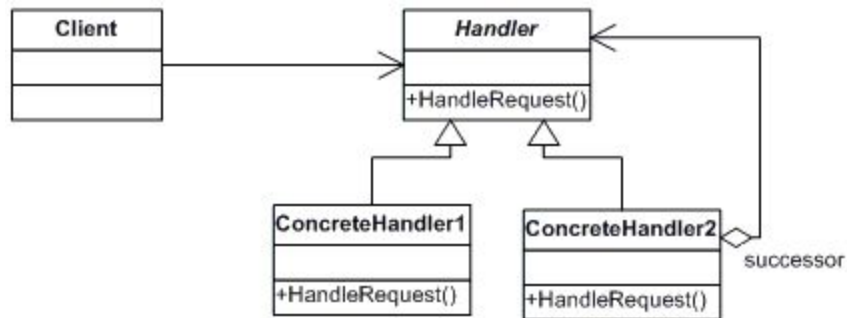 Client
Handler
+HandleRequest()
ConcreteHandler1
+HandleRequest()
ConcreteHandler2
+HandleRequest()
successor